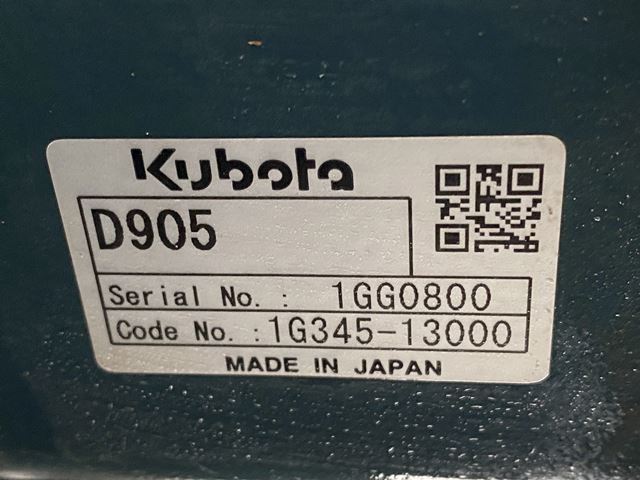 Kubota
D905
Serial No. : 1GG0800
Code No. : 1G345-13000
MADE IN JAPAN